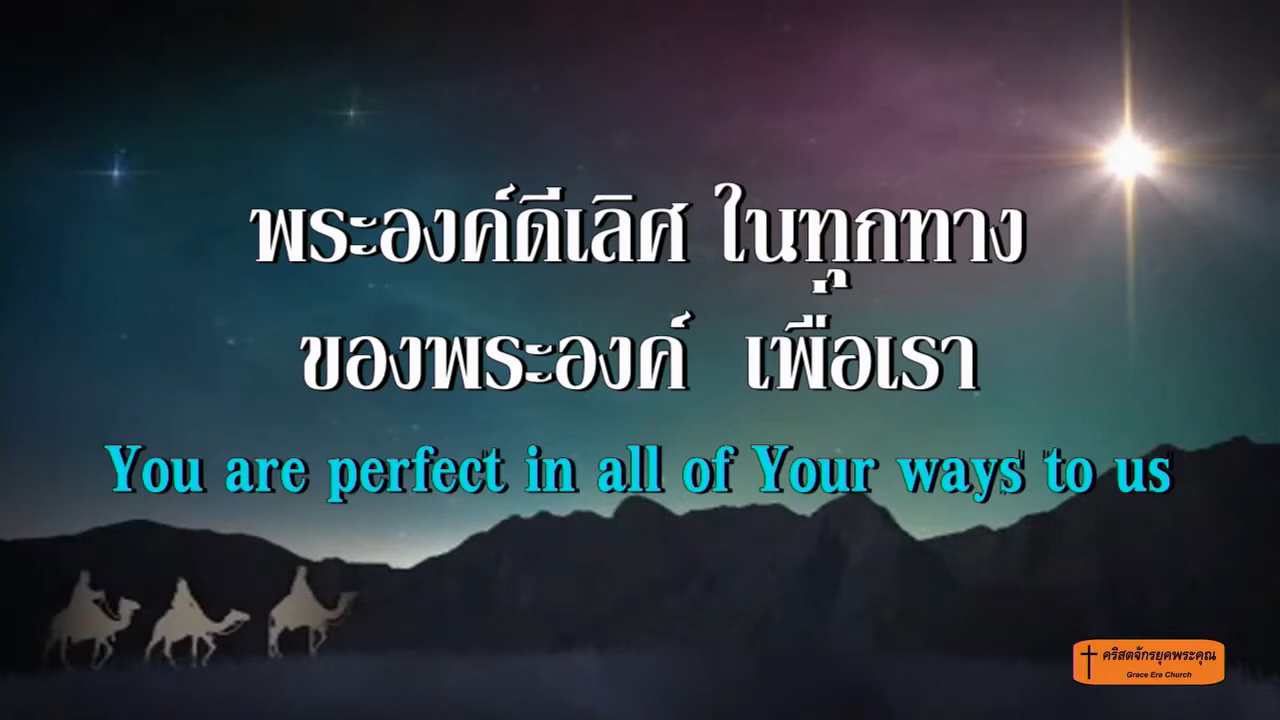 พระองค์ดีเลิศ ในทุกทาง
ของพระองค์ เพื่อเรา
You are perfect in all of Your ways to us
คริสตจักรยุคพระคุณ
Grace Era Church